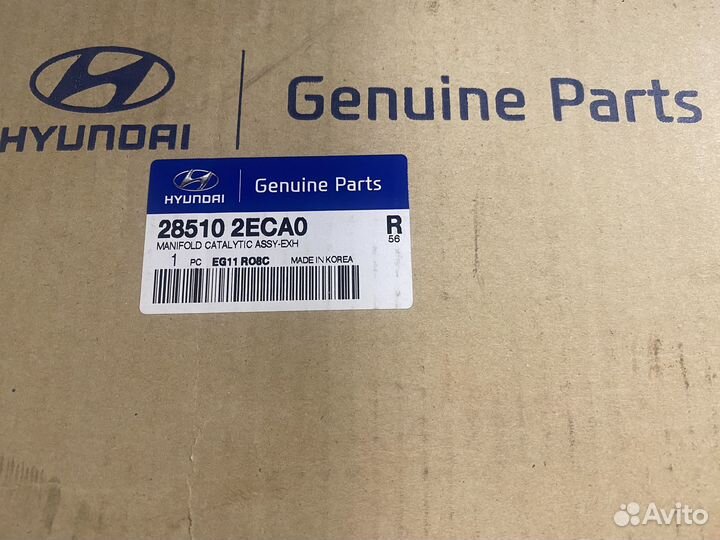 HYUNDAI
Genuine Parts
HYUNDAI
Genuine Parts
28510 2ECA0
R
56
MANIFOLD CATALYTIC ASSY-EXH
1 PC EG11 RO8C MADE IN KOREA
Avito